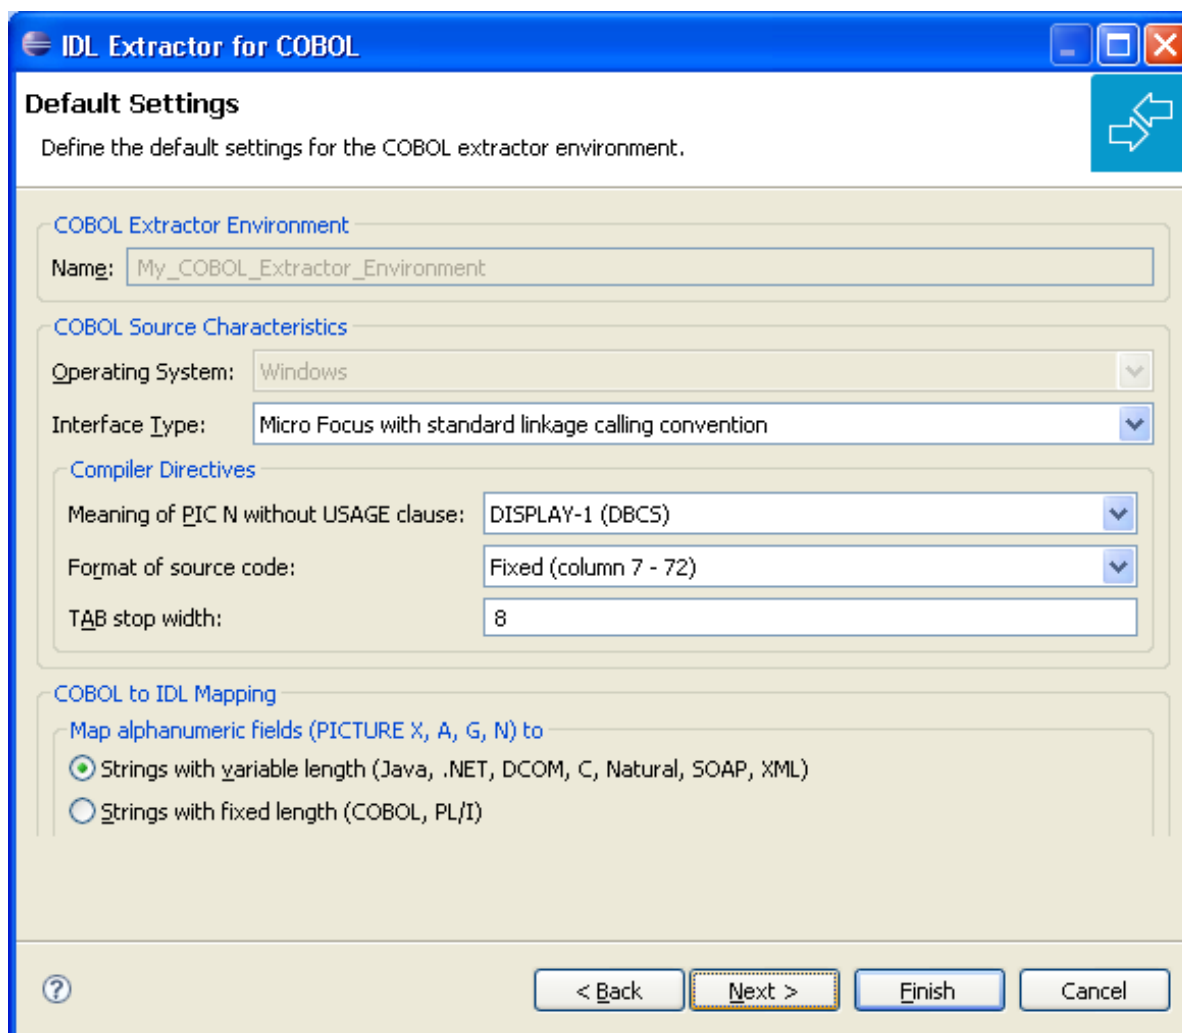 IDL Extractor for COBOL
Default Settings
Define the default settings for the COBOL extractor environment.
COBOL Extractor Environment
Name: My_COBOL_Extractor_Environment
COBOL Source Characteristics
Operating System: Windows
Interface Type: Micro Focus with standard linkage calling convention
Compiler Directives
Meaning of PIC N without USAGE clause: DISPLAY-1 (DBCS)
Format of source code: Fixed (column 7 - 72)
TAB stop width: 8
COBOL to IDL Mapping
Map alphanumeric fields (PICTURE X, A, G, N) to
Strings with variable length (Java, .NET, DCOM, C, Natural, SOAP, XML)
Strings with fixed length (COBOL, PL/I)
? < Back Next > Finish Cancel